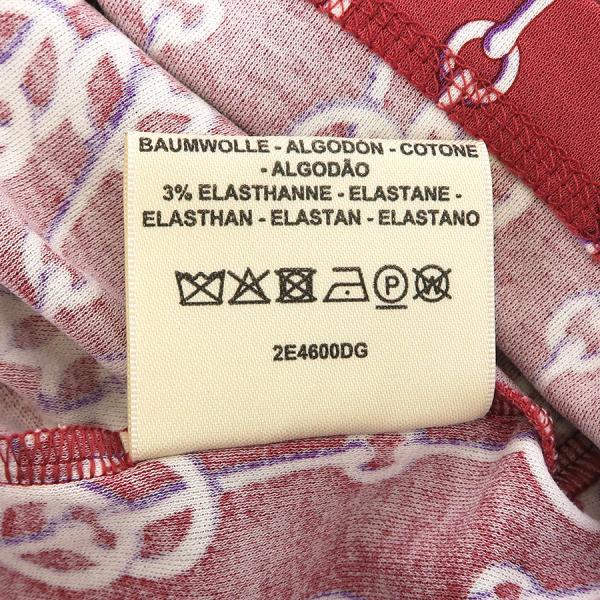 BAUMWOLLE - ALGODÓN - COTONE
- ALGODÃO
3% ELASTHANNE - ELASTANE -
ELASTHAN - ELASTAN - ELASTANO
P
W
2E4600DG